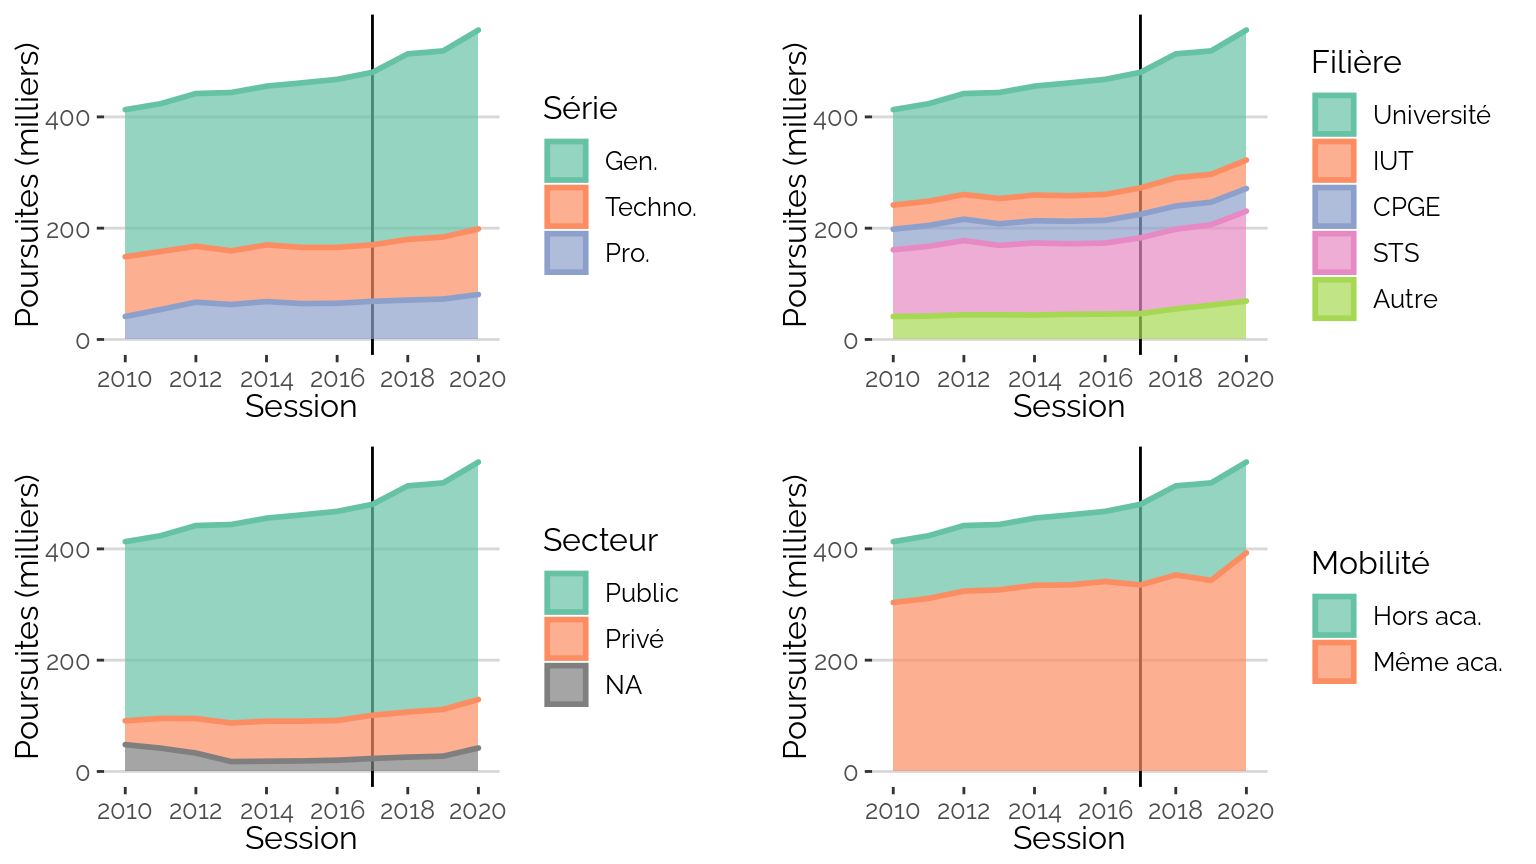 Poursuites (milliers)
400
200
0
2010 2012 2014 2016 2018 2020
Session
Série
Gen.
Techno.
Pro.
Poursuites (milliers)
400
200
0
2010 2012 2014 2016 2018 2020
Session
Filière
Université
IUT
CPGE
STS
Autre
Poursuites (milliers)
400
200
0
2010 2012 2014 2016 2018 2020
Session
Secteur
Public
Privé
NA
Poursuites (milliers)
400
200
0
2010 2012 2014 2016 2018 2020
Session
Mobilité
Hors aca.
Même aca.